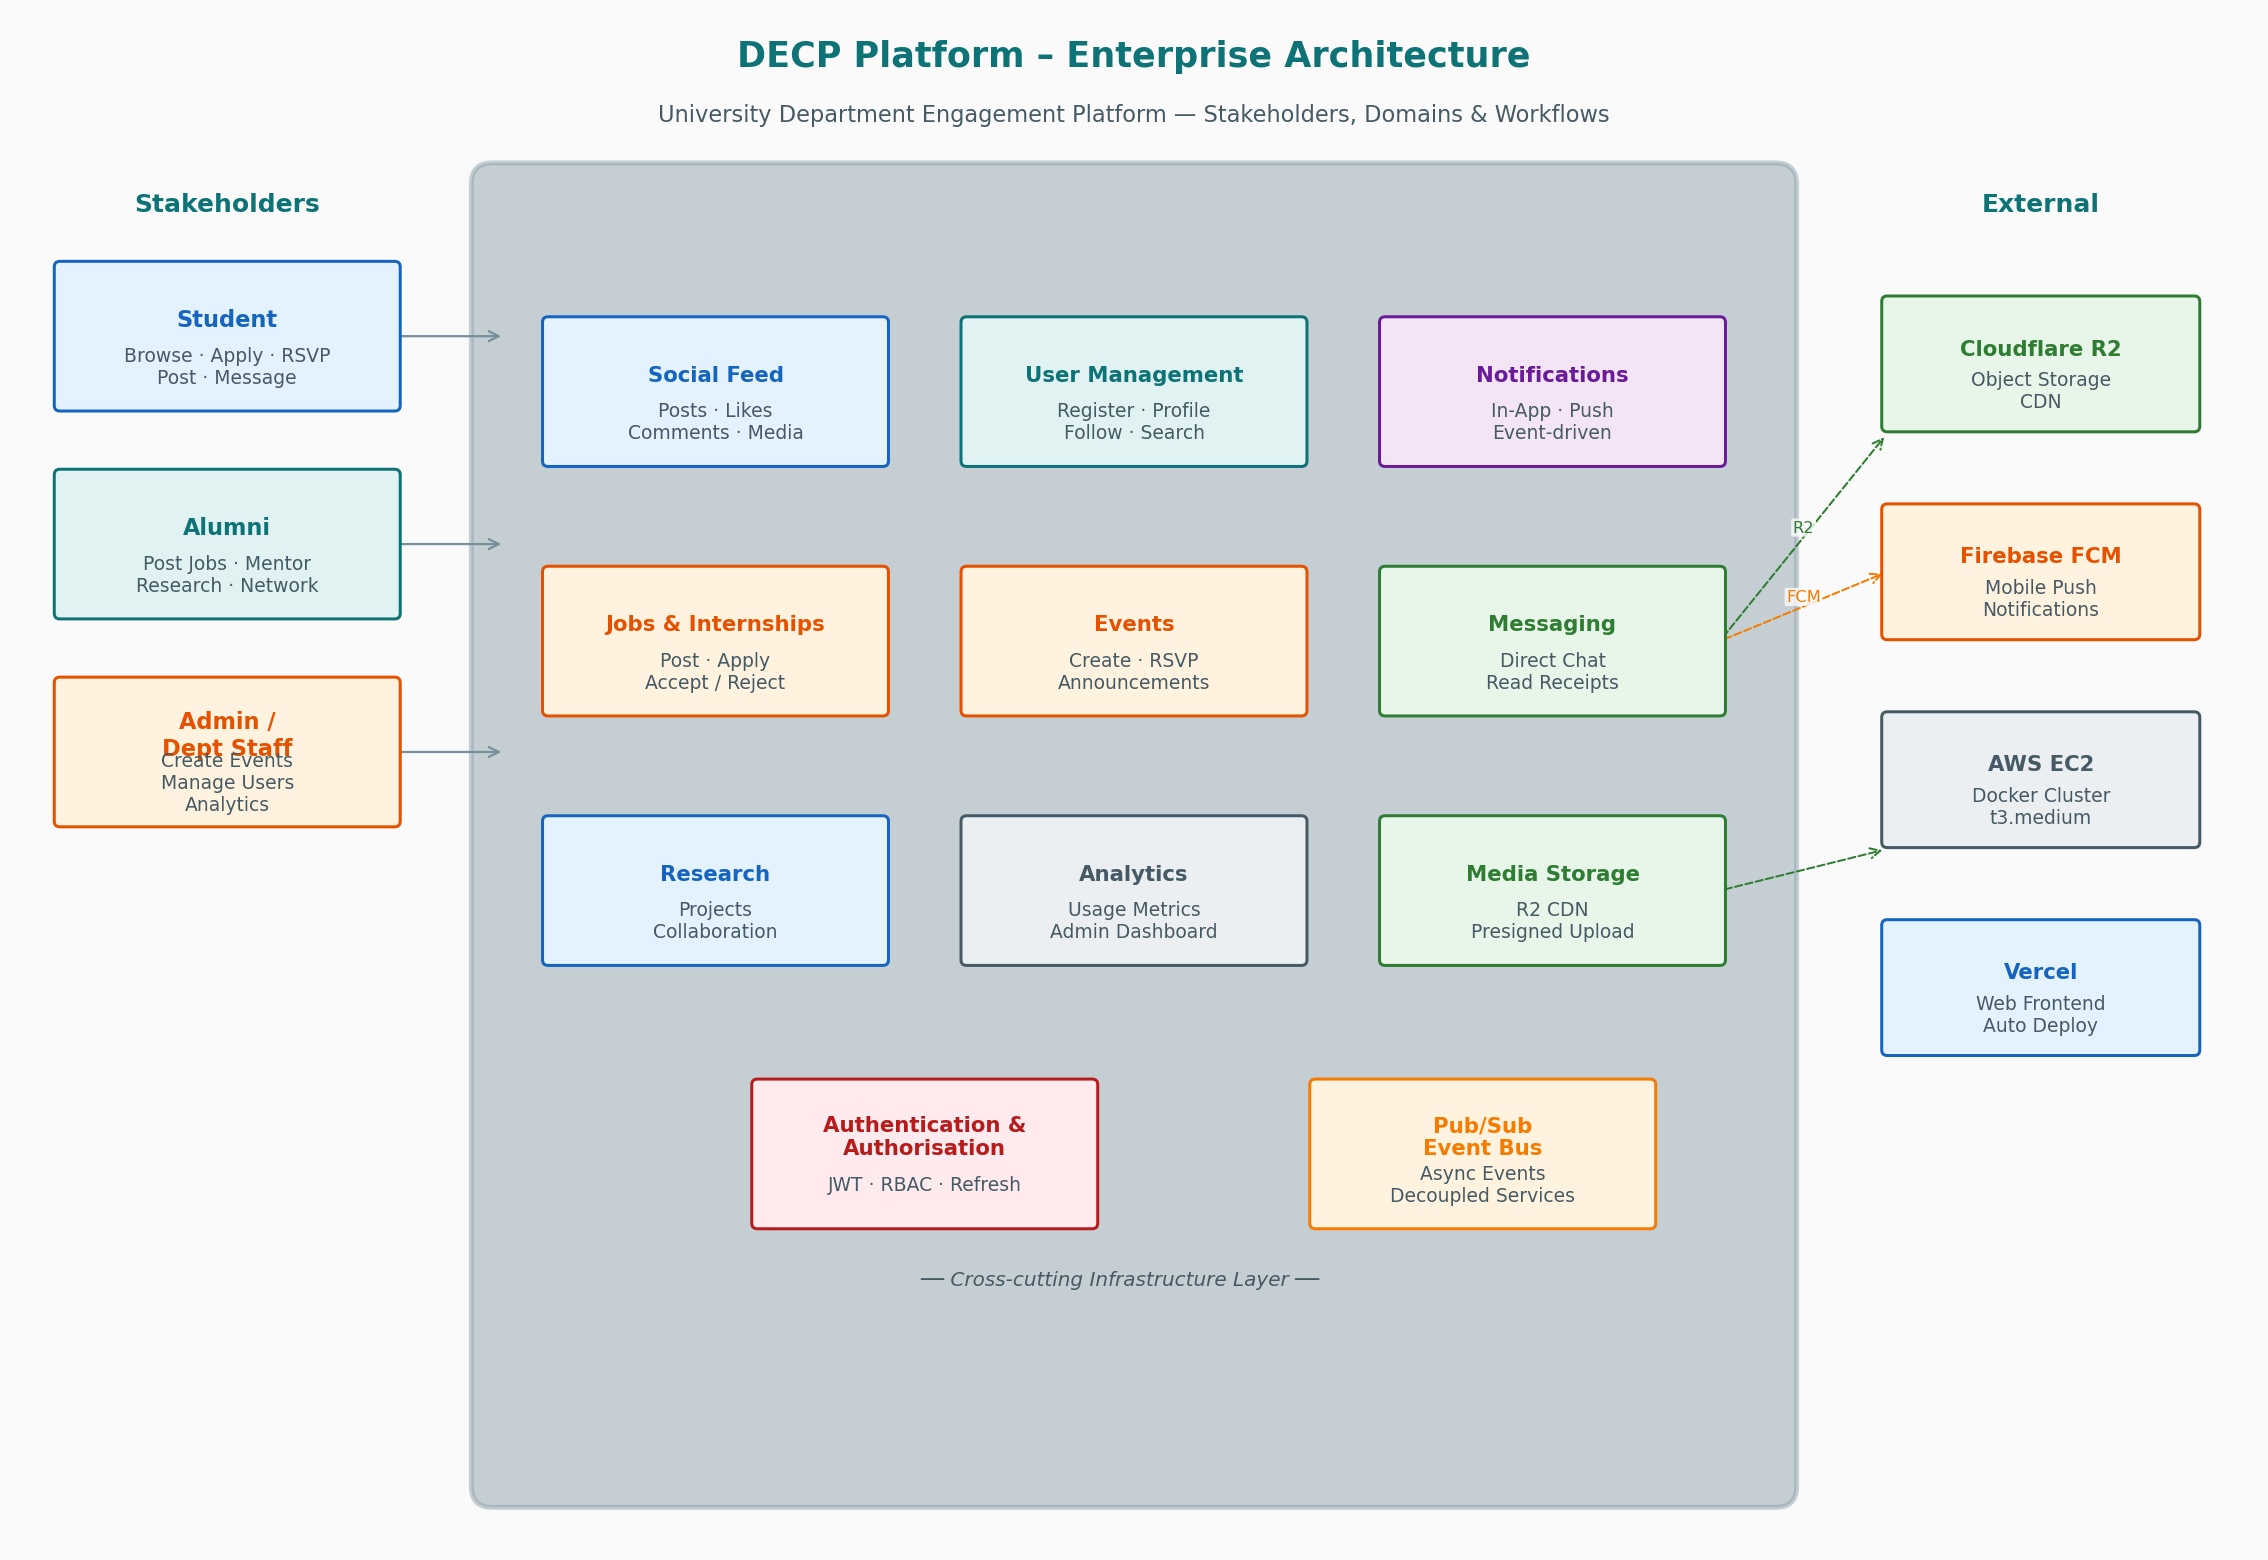 DECP Platform – Enterprise Architecture
University Department Engagement Platform — Stakeholders, Domains & Workflows
Stakeholders
Student
Browse · Apply · RSVP
Post · Message
Alumni
Post Jobs · Mentor
Research · Network
Admin /
Dept Staff
Create Events
Manage Users
Analytics
Social Feed
Posts · Likes
Comments · Media
User Management
Register · Profile
Follow · Search
Notifications
In-App · Push
Event-driven
Jobs & Internships
Post · Apply
Accept / Reject
Events
Create · RSVP
Announcements
Messaging
Direct Chat
Read Receipts
Research
Projects
Collaboration
Analytics
Usage Metrics
Admin Dashboard
Media Storage
R2 CDN
Presigned Upload
Authentication &
Authorisation
JWT · RBAC · Refresh
Pub/Sub
Event Bus
Async Events
Decoupled Services
── Cross-cutting Infrastructure Layer ──
R2
FCM
External
Cloudflare R2
Object Storage
CDN
Firebase FCM
Mobile Push
Notifications
AWS EC2
Docker Cluster
t3.medium
Vercel
Web Frontend
Auto Deploy